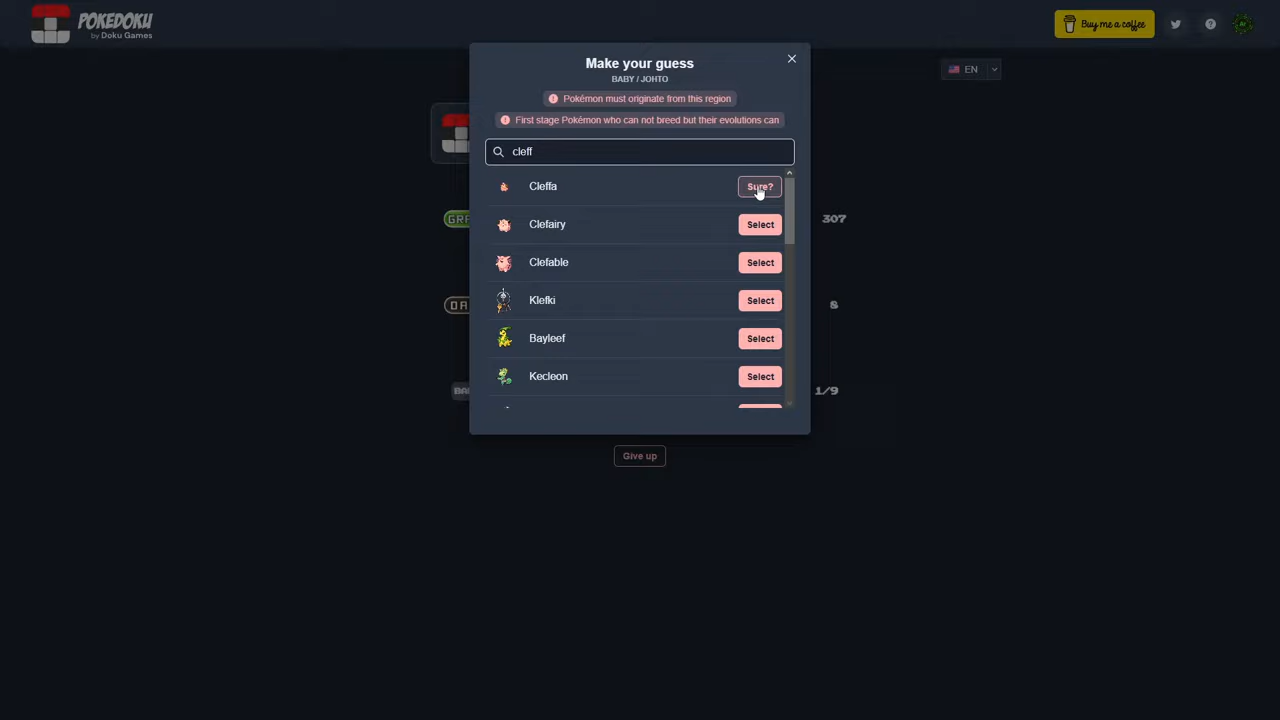 POKEDOKU
by Doku Games
Buy me a coffee
EN
Make your guess
BABY / JOHTO
Pokémon must originate from this region
First stage Pokémon who can not breed but their evolutions can
cleff
Cleffa
Sure?
Clefairy
Select
307
Clefable
Select
Klefki
Select
8
Bayleef
Select
Kecleon
Select
1/9
Give up